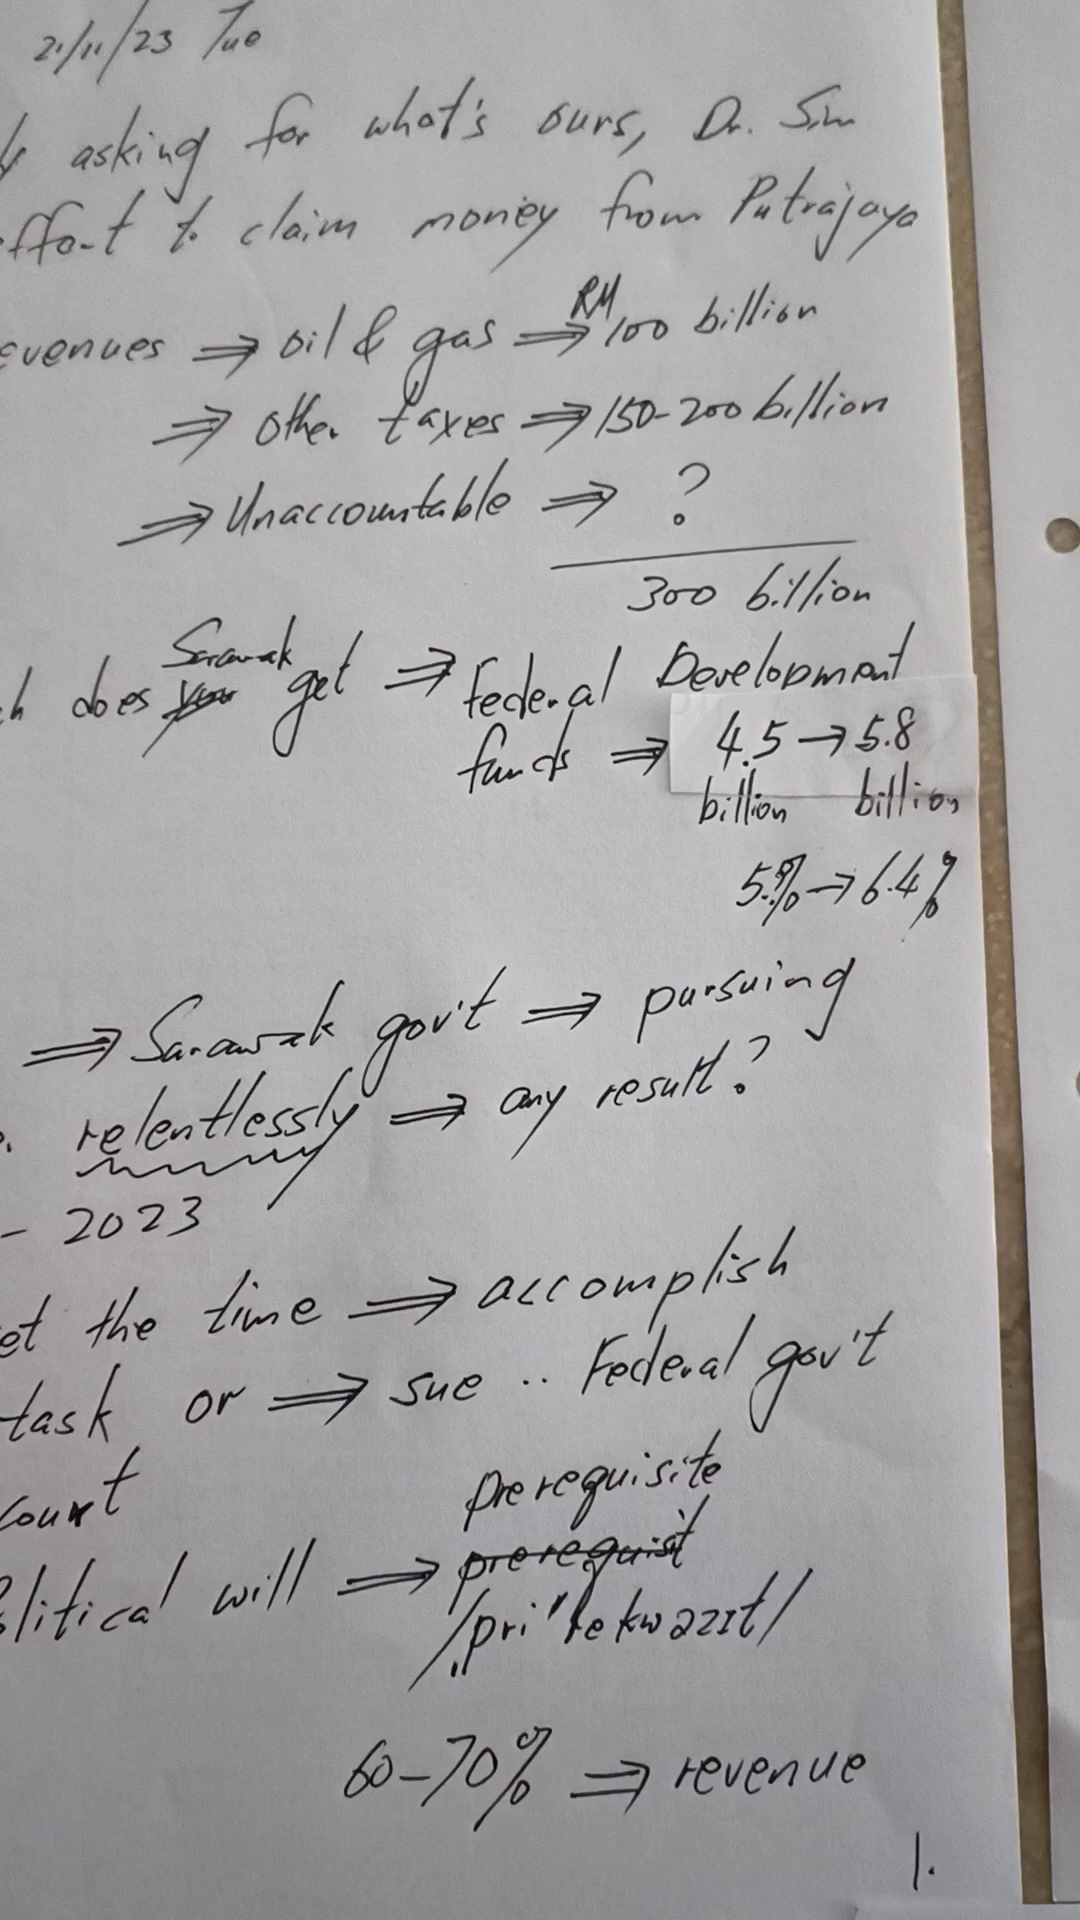 21/11/23 Tue
asking for what's ours, Dr. Sim
effort to claim money from Putrajaya
evenues ⇒ oil & gas ⇒ RM 100 billion
⇒ other taxes ⇒ 150-200 billion
⇒ Unaccountable ⇒ ?
300 billion
h does Sarawak get ⇒ Federal Development
funds ⇒ 4.5 → 5.8
billion billion
5% → 6.4%
⇒ Sarawak gov't ⇒ pursuing
relentlessly ⇒ any result?
- 2023
et the time ⇒ accomplish
task or ⇒ sue .. Federal gov't
court
prerequisite
olitical will ⇒ prerequisit
60-70% ⇒ revenue
1.